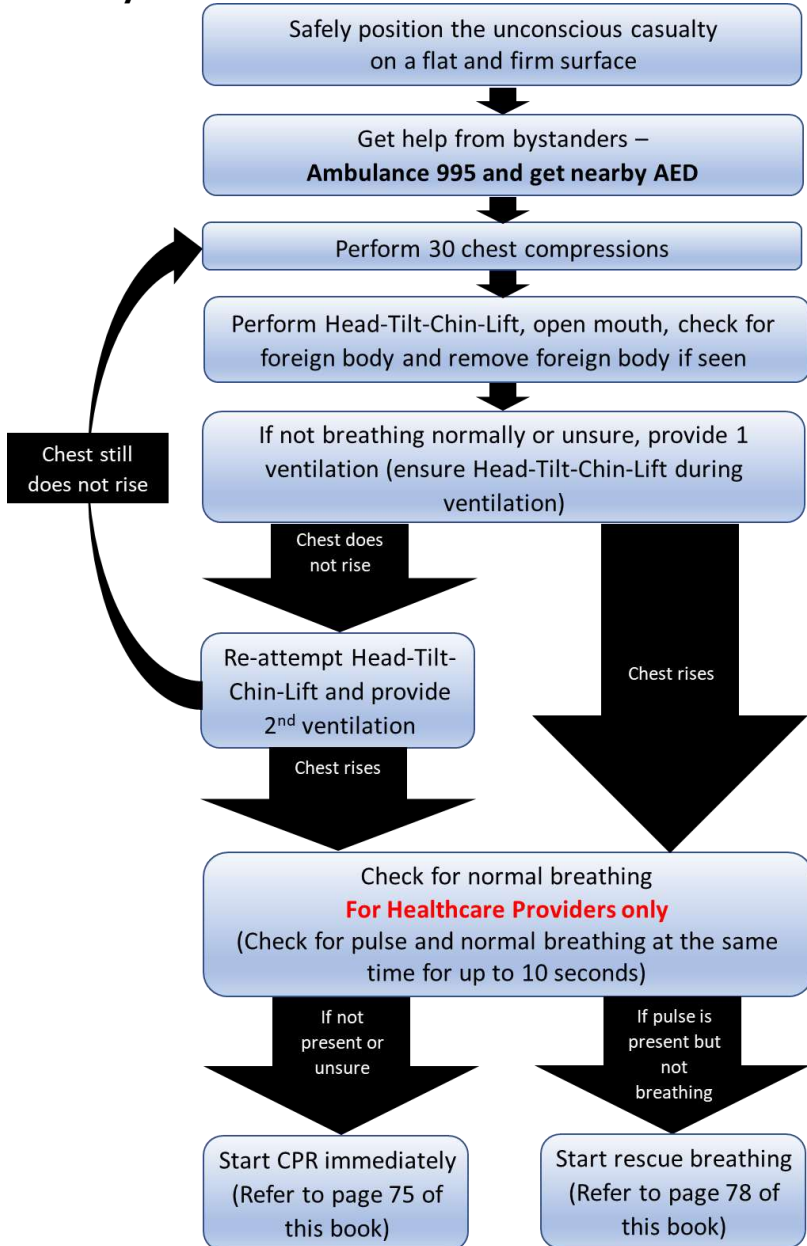 Safely position the unconscious casualty
on a flat and firm surface
Get help from bystanders –
Ambulance 995 and get nearby AED
Perform 30 chest compressions
Perform Head-Tilt-Chin-Lift, open mouth, check for
foreign body and remove foreign body if seen
If not breathing normally or unsure, provide 1
ventilation (ensure Head-Tilt-Chin-Lift during
ventilation)
Chest still
does not rise
Chest does
not rise
Re-attempt Head-Tilt-
Chin-Lift and provide
2nd ventilation
Chest rises
Chest rises
Check for normal breathing
For Healthcare Providers only
(Check for pulse and normal breathing at the same
time for up to 10 seconds)
If not
present or
unsure
If pulse is
present but
not
breathing
Start CPR immediately
(Refer to page 75 of
this book)
Start rescue breathing
(Refer to page 78 of
this book)